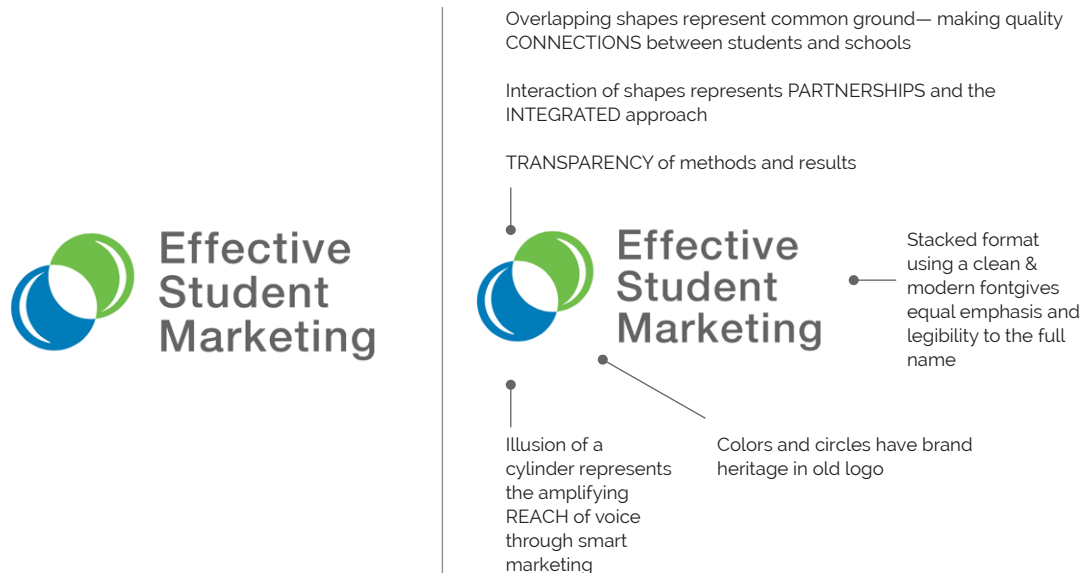 Effective
Student
Marketing
Overlapping shapes represent common ground— making quality
CONNECTIONS between students and schools
Interaction of shapes represents PARTNERSHIPS and the
INTEGRATED approach
TRANSPARENCY of methods and results
Effective
Student
Marketing
Stacked format
using a clean &
modern fontgives
equal emphasis and
legibility to the full
name
Illusion of a
cylinder represents
the amplifying
REACH of voice
through smart
marketing
Colors and circles have brand
heritage in old logo